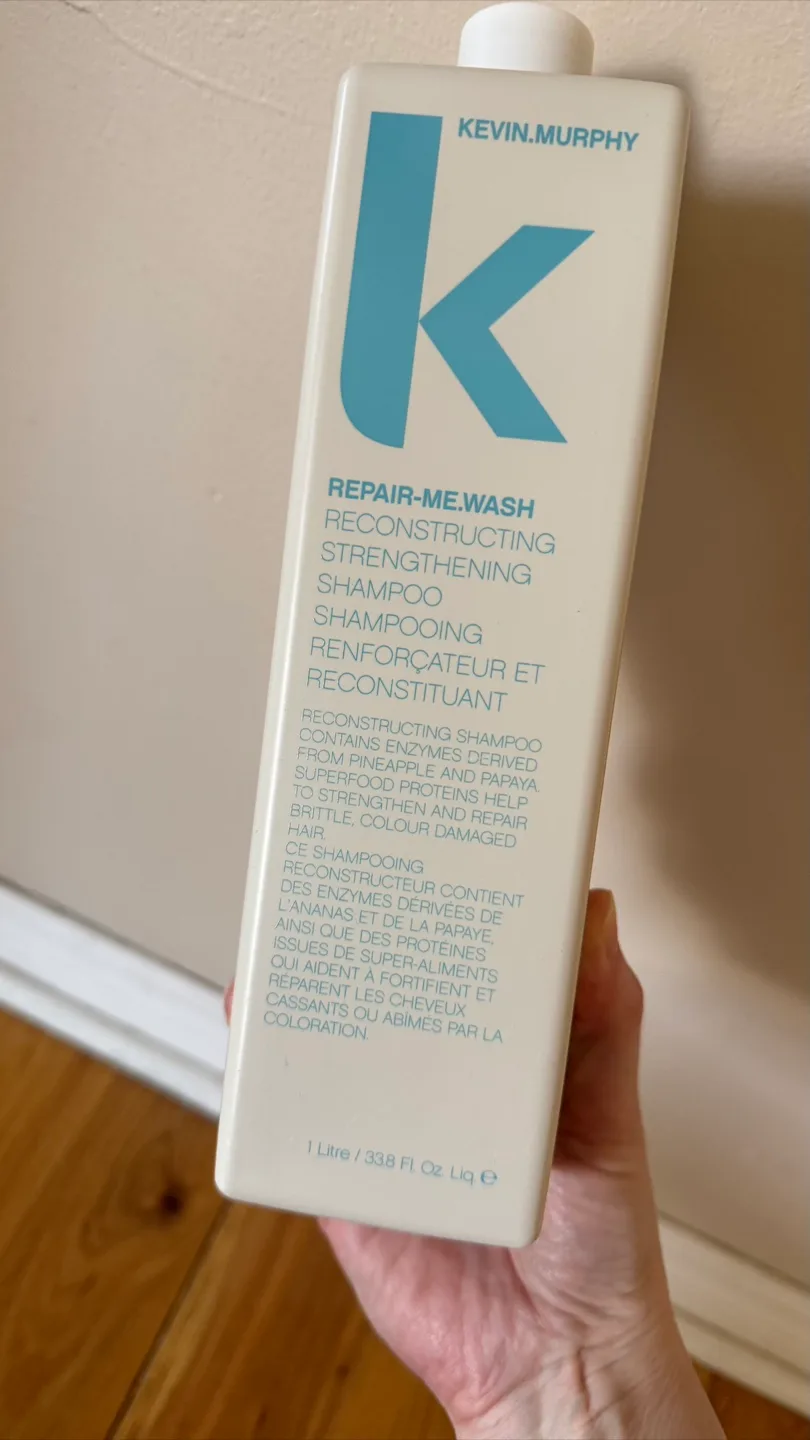 KEVIN.MURPHY
k
REPAIR-ME.WASH
RECONSTRUCTING
STRENGTHENING
SHAMPOO
SHAMPOOING
RENFORÇATEUR ET
RECONSTITUANT
RECONSTRUCTING SHAMPOO
CONTAINS ENZYMES DERIVED
FROM PINEAPPLE AND PAPAYA.
SUPERFOOD PROTEINS HELP
TO STRENGTHEN AND REPAIR
BRITTLE, COLOUR DAMAGED
HAIR.
CE SHAMPOOING
RECONSTRUCTEUR CONTIENT
DES ENZYMES DÉRIVÉES DE
L'ANANAS ET DE LA PAPAYE,
AINSI QUE DES PROTÉINES
ISSUES DE SUPER-ALIMENTS
QUI AIDENT À FORTIFIENT ET
RÉPARENT LES CHEVEUX
CASSANTS OU ABÎMÉS PAR LA
COLORATION.
1 Litre / 33.8 Fl. Oz. Liq ℮